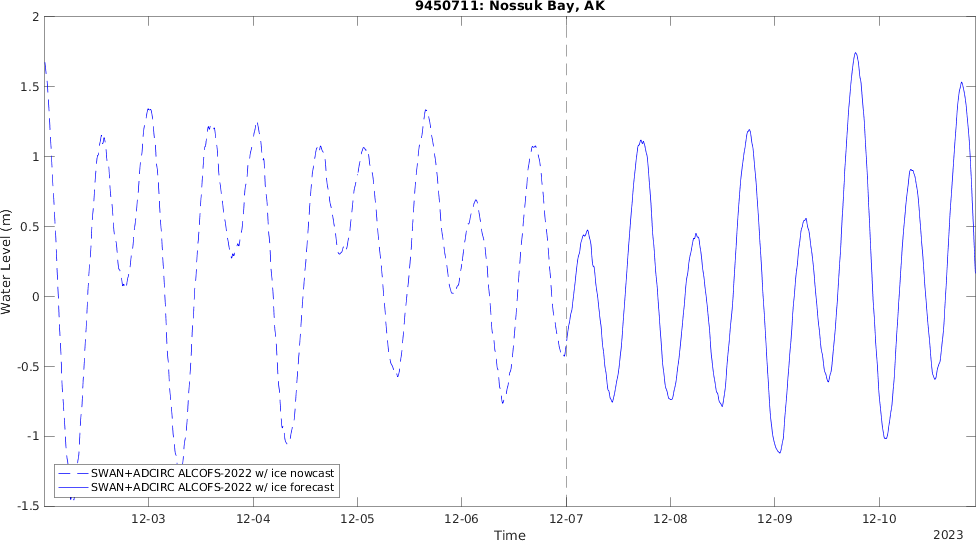 9450711: Nossuk Bay, AK
2
1.5
1
0.5
0
-0.5
-1
-1.5
Water Level (m)
SWAN+ADCIRC ALCOFS-2022 w/ ice nowcast
SWAN+ADCIRC ALCOFS-2022 w/ ice forecast
12-03 12-04 12-05 12-06 12-07 12-08 12-09 12-10
Time
2023